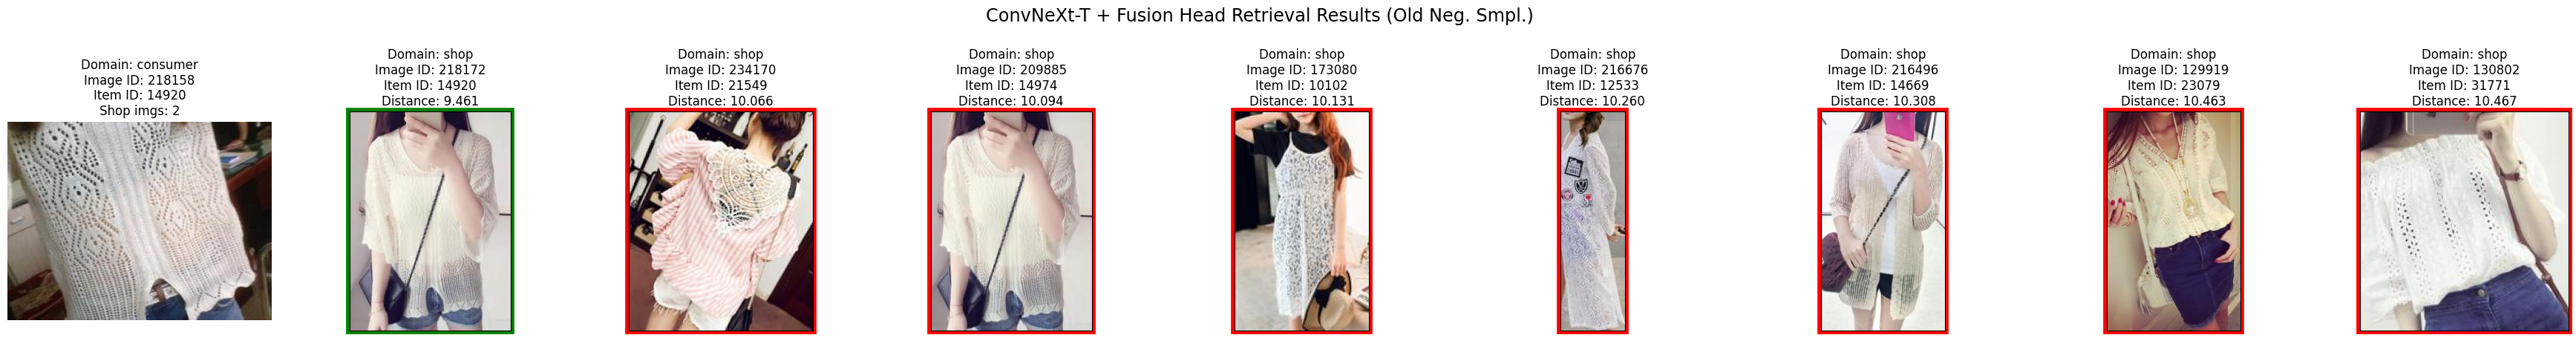 ConvNeXt-T + Fusion Head Retrieval Results (Old Neg. Smpl.)
Domain: consumer
Image ID: 218158
Item ID: 14920
Shop imgs: 2
Domain: shop
Image ID: 218172
Item ID: 14920
Distance: 9.461
Domain: shop
Image ID: 234170
Item ID: 21549
Distance: 10.066
Domain: shop
Image ID: 209885
Item ID: 14974
Distance: 10.094
Domain: shop
Image ID: 173080
Item ID: 10102
Distance: 10.131
Domain: shop
Image ID: 216676
Item ID: 12533
Distance: 10.260
Domain: shop
Image ID: 216496
Item ID: 14669
Distance: 10.308
Domain: shop
Image ID: 129919
Item ID: 23079
Distance: 10.463
Domain: shop
Image ID: 130802
Item ID: 31771
Distance: 10.467